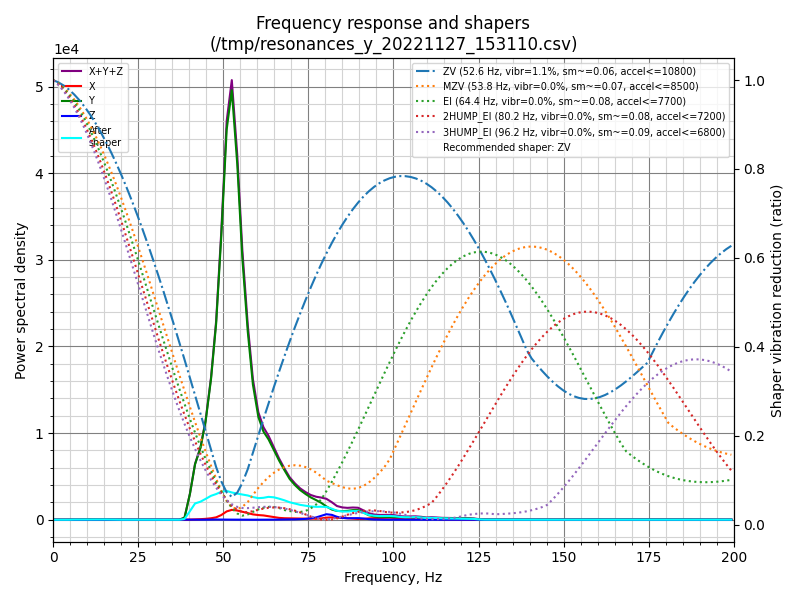 Frequency response and shapers
(/tmp/resonances_y_20221127_153110.csv)
1e4
X+Y+Z
X
Y
Z
After
shaper
ZV (52.6 Hz, vibr=1.1%, sm~=0.06, accel<=10800)
MZV (53.8 Hz, vibr=0.0%, sm~=0.07, accel<=8500)
EI (64.4 Hz, vibr=0.0%, sm~=0.08, accel<=7700)
2HUMP_EI (80.2 Hz, vibr=0.0%, sm~=0.08, accel<=7200)
3HUMP_EI (96.2 Hz, vibr=0.0%, sm~=0.09, accel<=6800)
Recommended shaper: ZV
Power spectral density
5
4
3
2
1
0
1.0
0.8
0.6
0.4
0.2
0.0
Shaper vibration reduction (ratio)
0 25 50 75 100 125 150 175 200
Frequency, Hz